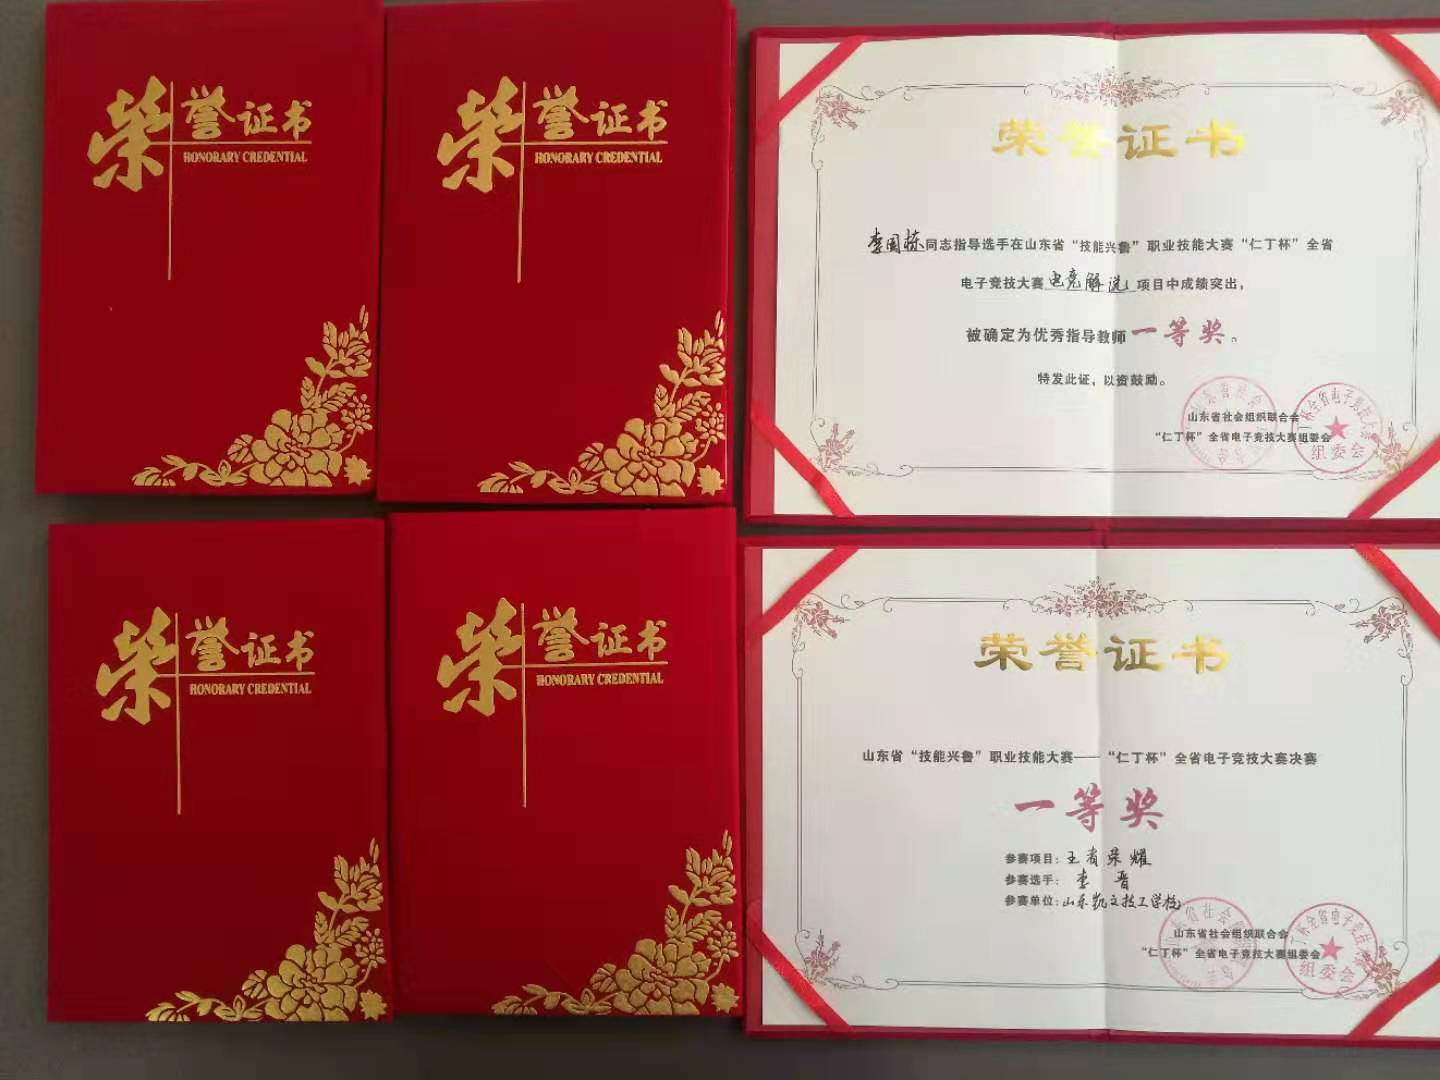 荣誉证书
HONORARY CREDENTIAL
荣誉证书
HONORARY CREDENTIAL
荣誉证书
李国栋同志指导选手在山东省“技能兴鲁”职业技能大赛“仁丁杯”全省
电子竞技大赛电竞解说项目中成绩突出，
被确定为优秀指导教师一等奖。
特发此证，以资鼓励。
山东省社会组织联合会
“仁丁杯”全省电子竞技大赛组委会
组委会
荣誉证书
HONORARY CREDENTIAL
荣誉证书
HONORARY CREDENTIAL
荣誉证书
山东省“技能兴鲁”职业技能大赛——“仁丁杯”全省电子竞技大赛决赛
一等奖
参赛项目：王者荣耀
参赛选手：李晋
参赛单位：山东凯文技工学校
山东省社会组织联合会
“仁丁杯”全省电子竞技大赛组委会
组委会